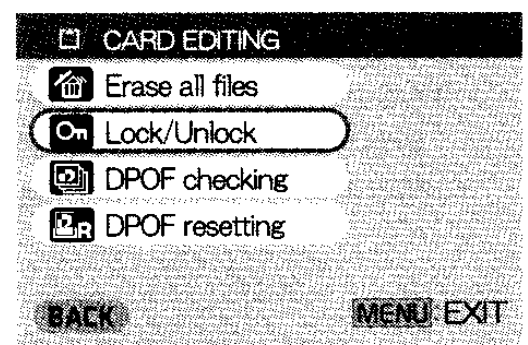 CARD EDITING
Erase all files
Lock/Unlock
DPOF checking
DPOF resetting
BACK MENU:EXIT